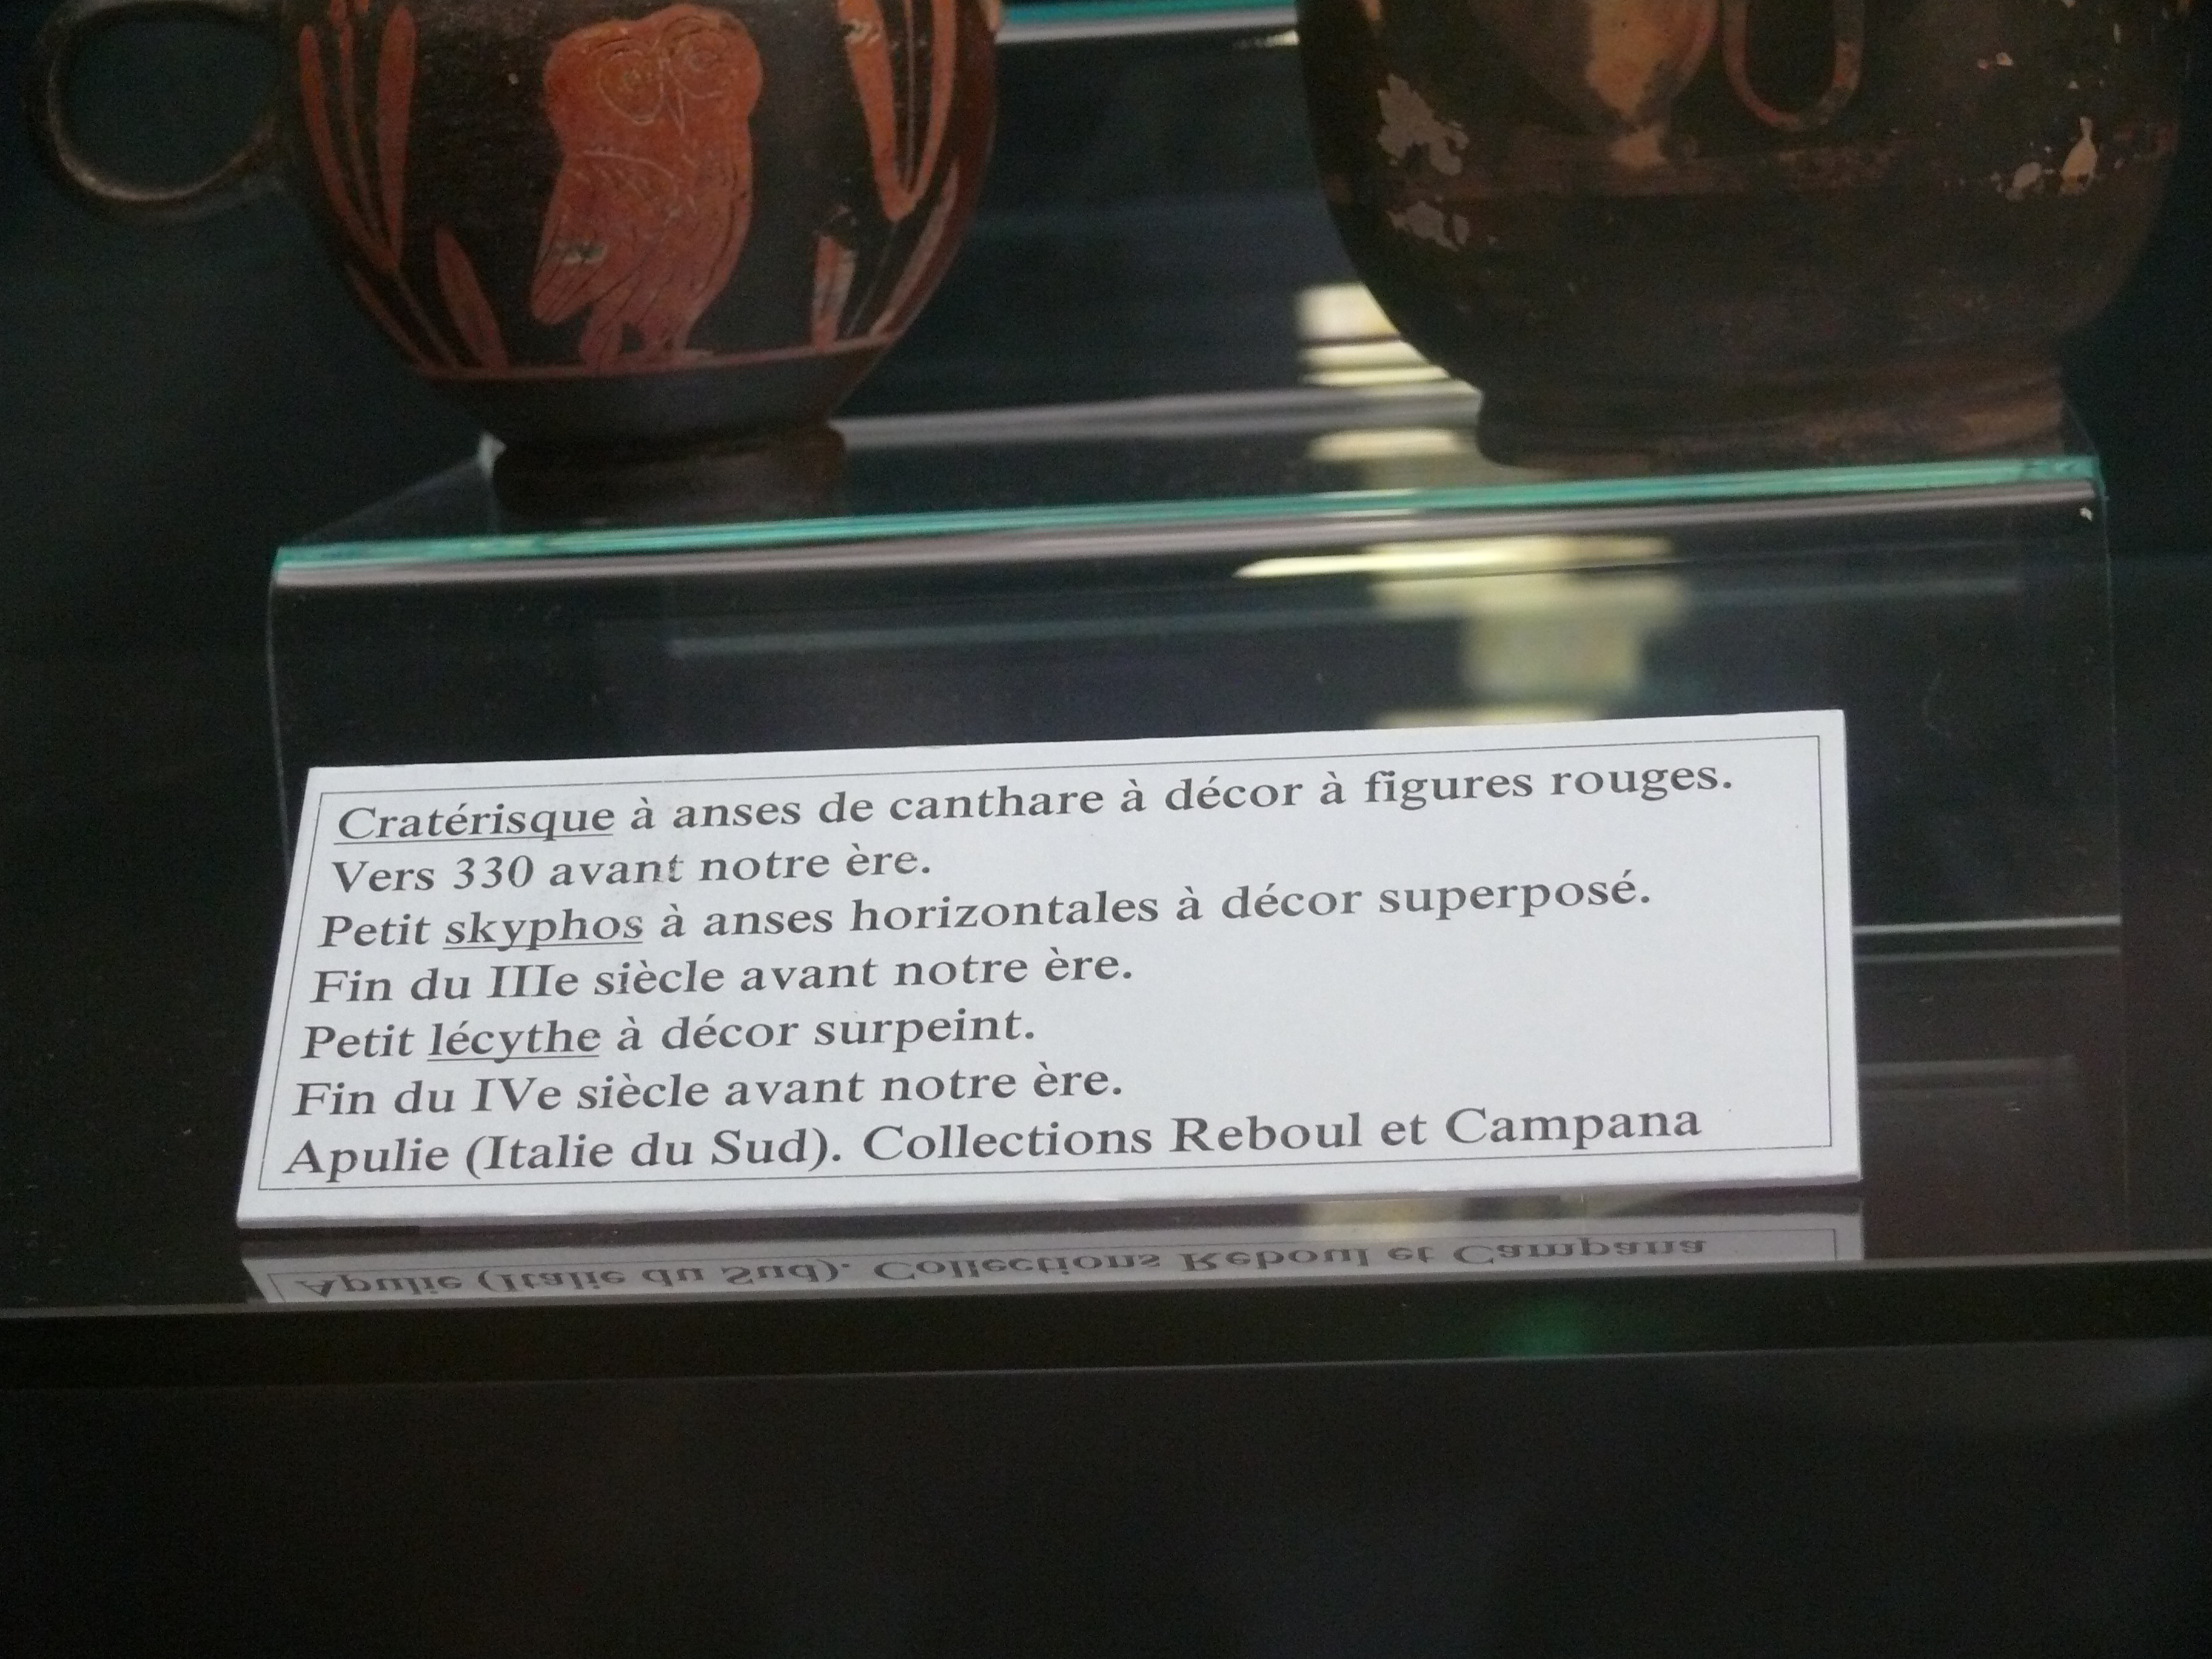 Cratérisque à anses de canthare à décor à figures rouges.
Vers 330 avant notre ère.
Petit skyphos à anses horizontales à décor superposé.
Fin du IIIe siècle avant notre ère.
Petit lécythe à décor surpeint.
Fin du IVe siècle avant notre ère.
Apulie (Italie du Sud). Collections Reboul et Campana